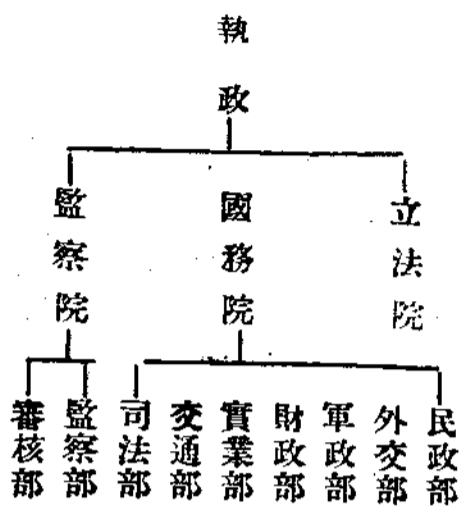 執政
立法院
國務院
監察院
民政部
外交部
軍政部
財政部
實業部
交通部
司法部
監察部
審核部